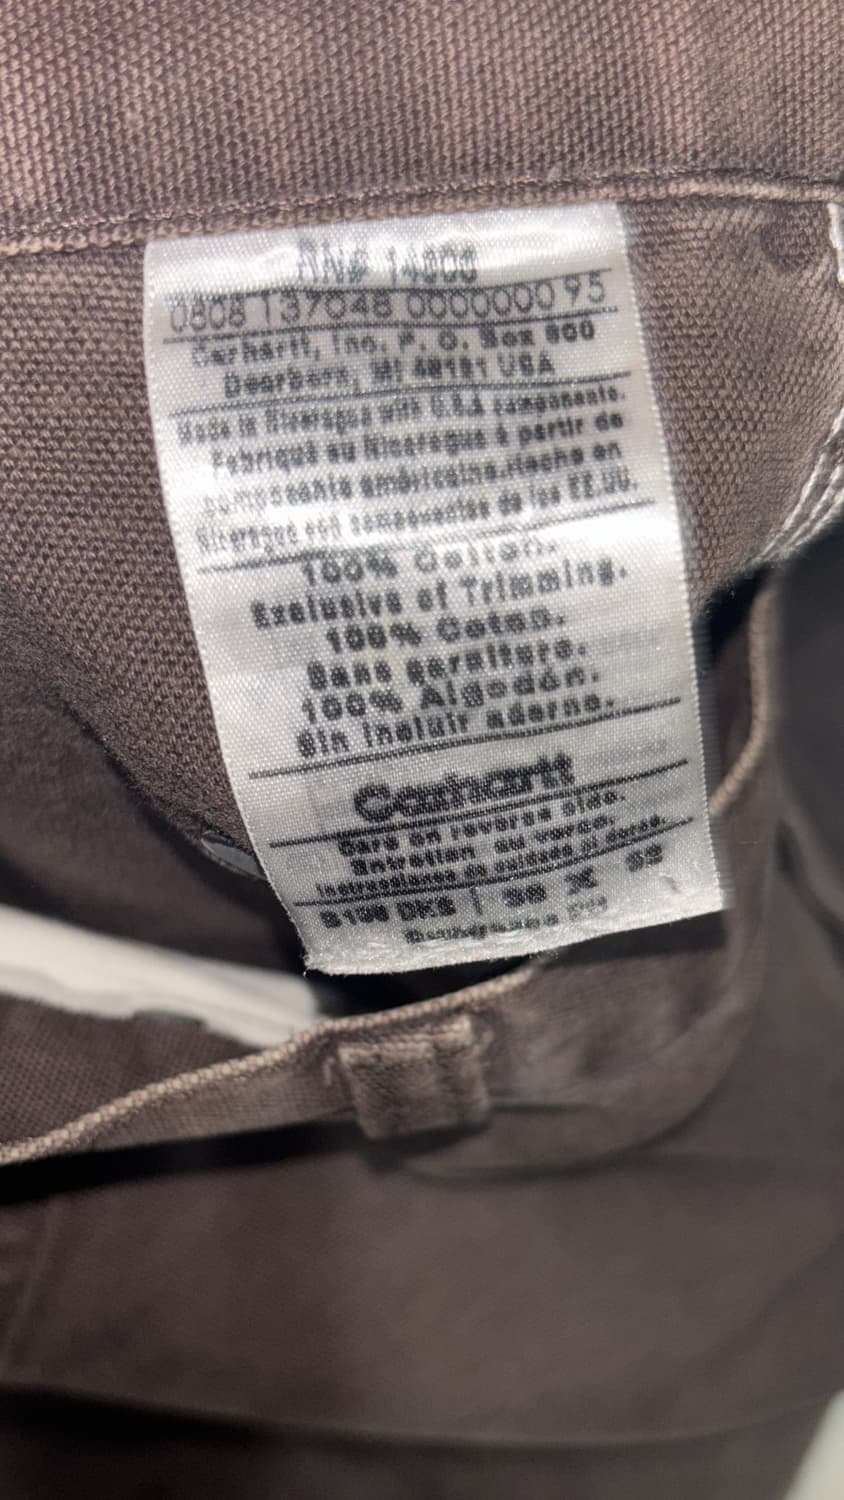 RN# 14806
0808 137048 0000000095
Carhartt, Inc. P. O. Box 600
Dearborn, MI 48121 USA
Made in Nicaragua with U.S.A components.
Fabriqué au Nicaragua à partir de
composants américains. Hecho en
Nicaragua con componentes de los EE.UU.
100% Cotton.
Exclusive of Trimming.
100% Coton.
Sans garniture.
100% Algodón.
Sin incluir adorno.
Carhartt
Care on reverse side.
Entretien au verso.
Instrucciones de cuidado al dorso.
DKB